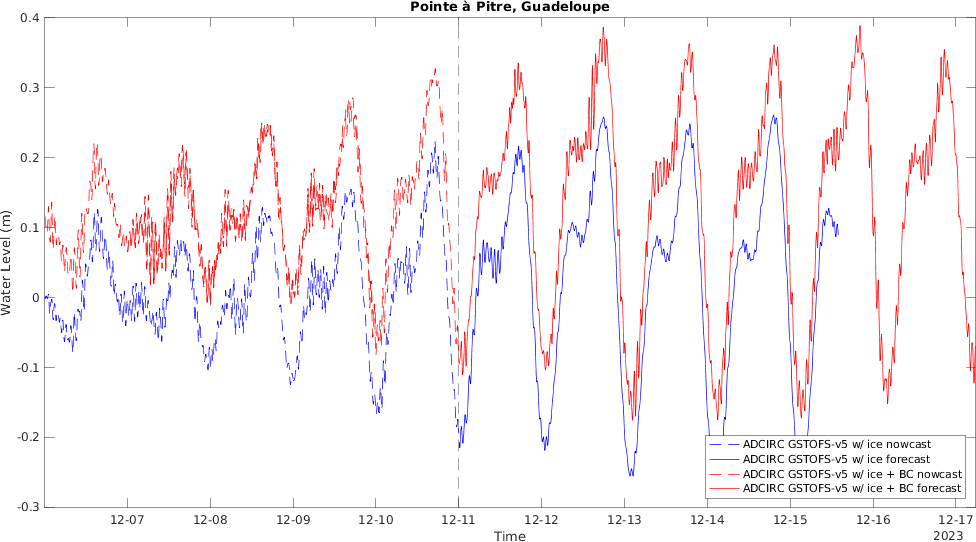 Pointe à Pitre, Guadeloupe
0.4
0.3
0.2
0.1
0
-0.1
-0.2
-0.3
Water Level (m)
ADCIRC GSTOFS-v5 w/ ice nowcast
ADCIRC GSTOFS-v5 w/ ice forecast
ADCIRC GSTOFS-v5 w/ ice + BC nowcast
ADCIRC GSTOFS-v5 w/ ice + BC forecast
12-07 12-08 12-09 12-10 12-11 12-12 12-13 12-14 12-15 12-16 12-17
Time
2023